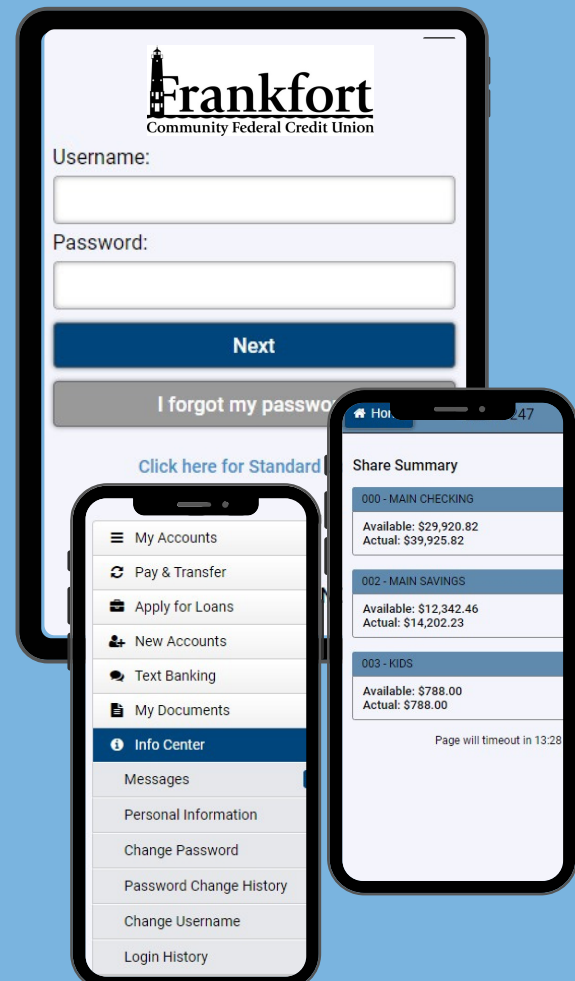 Frankfort
Community Federal Credit Union
Username:
Password:
Next
I forgot my
Click here for Standard
Home
247
Share Summary
000 - MAIN CHECKING
Available: $29,920.82
Actual: $39,925.82
002 - MAIN SAVINGS
Available: $12,342.46
Actual: $14,202.23
003 - KIDS
Available: $788.00
Actual: $788.00
Page will timeout in 13:28
My Accounts
Pay & Transfer
Apply for Loans
New Accounts
Text Banking
My Documents
Info Center
Messages
Personal Information
Change Password
Password Change History
Change Username
Login History